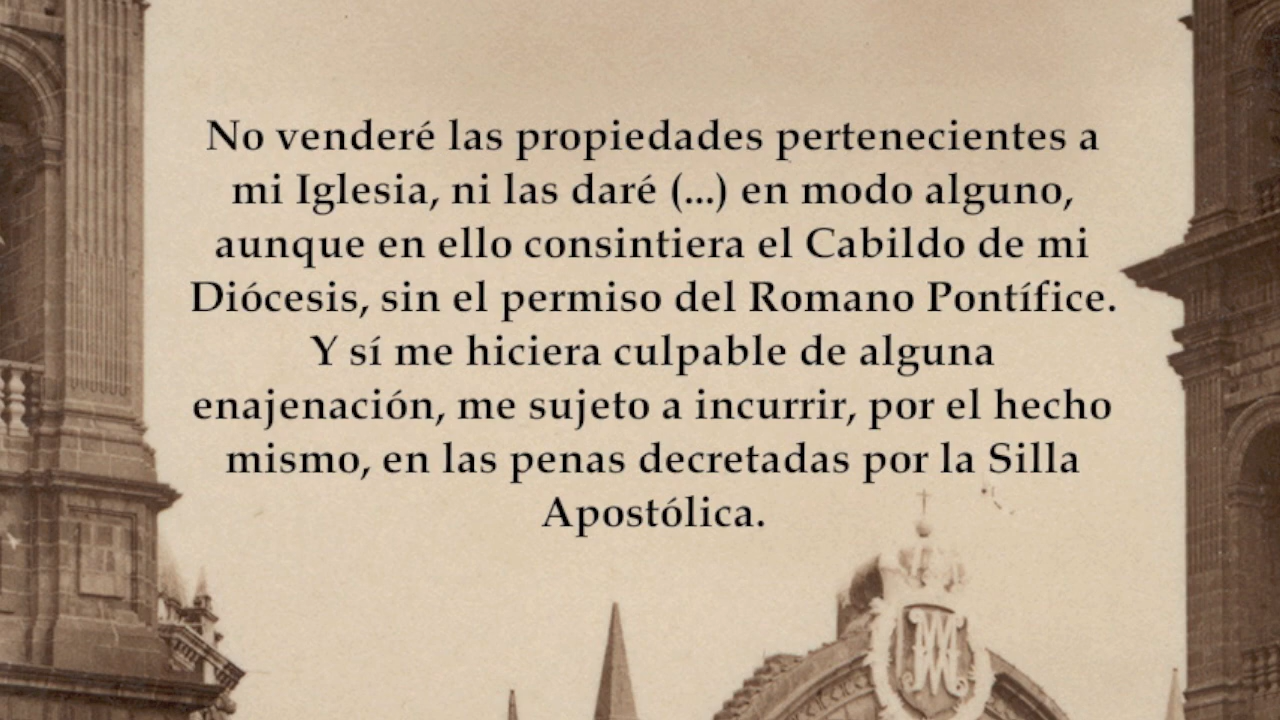 No venderé las propiedades pertenecientes a
mi Iglesia, ni las daré (...) en modo alguno,
aunque en ello consintiera el Cabildo de mi
Diócesis, sin el permiso del Romano Pontífice.
Y sí me hiciera culpable de alguna
enajenación, me sujeto a incurrir, por el hecho
mismo, en las penas decretadas por la Silla
Apostólica.